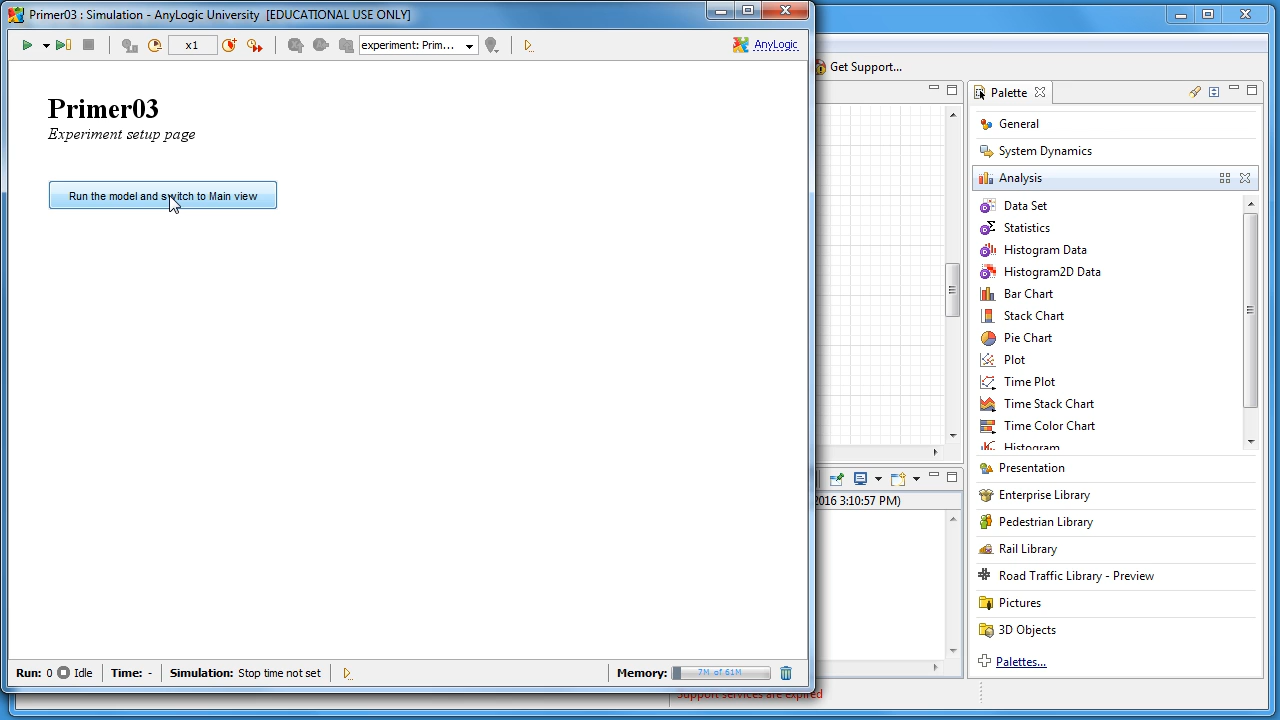 Primer03 : Simulation - AnyLogic University [EDUCATIONAL USE ONLY]
x1
experiment: Prim...
AnyLogic
Get Support...
Primer03
Experiment setup page
Run the model and switch to Main view
Palette
General
System Dynamics
Analysis
Data Set
Statistics
Histogram Data
Histogram2D Data
Bar Chart
Stack Chart
Pie Chart
Plot
Time Plot
Time Stack Chart
Time Color Chart
Histogram
Presentation
Enterprise Library
Pedestrian Library
Rail Library
Road Traffic Library - Preview
Pictures
3D Objects
Palettes...
2016 3:10:57 PM)
Run: 0 Idle Time: - Simulation: Stop time not set Memory: 7M of 61M
Support services are expired